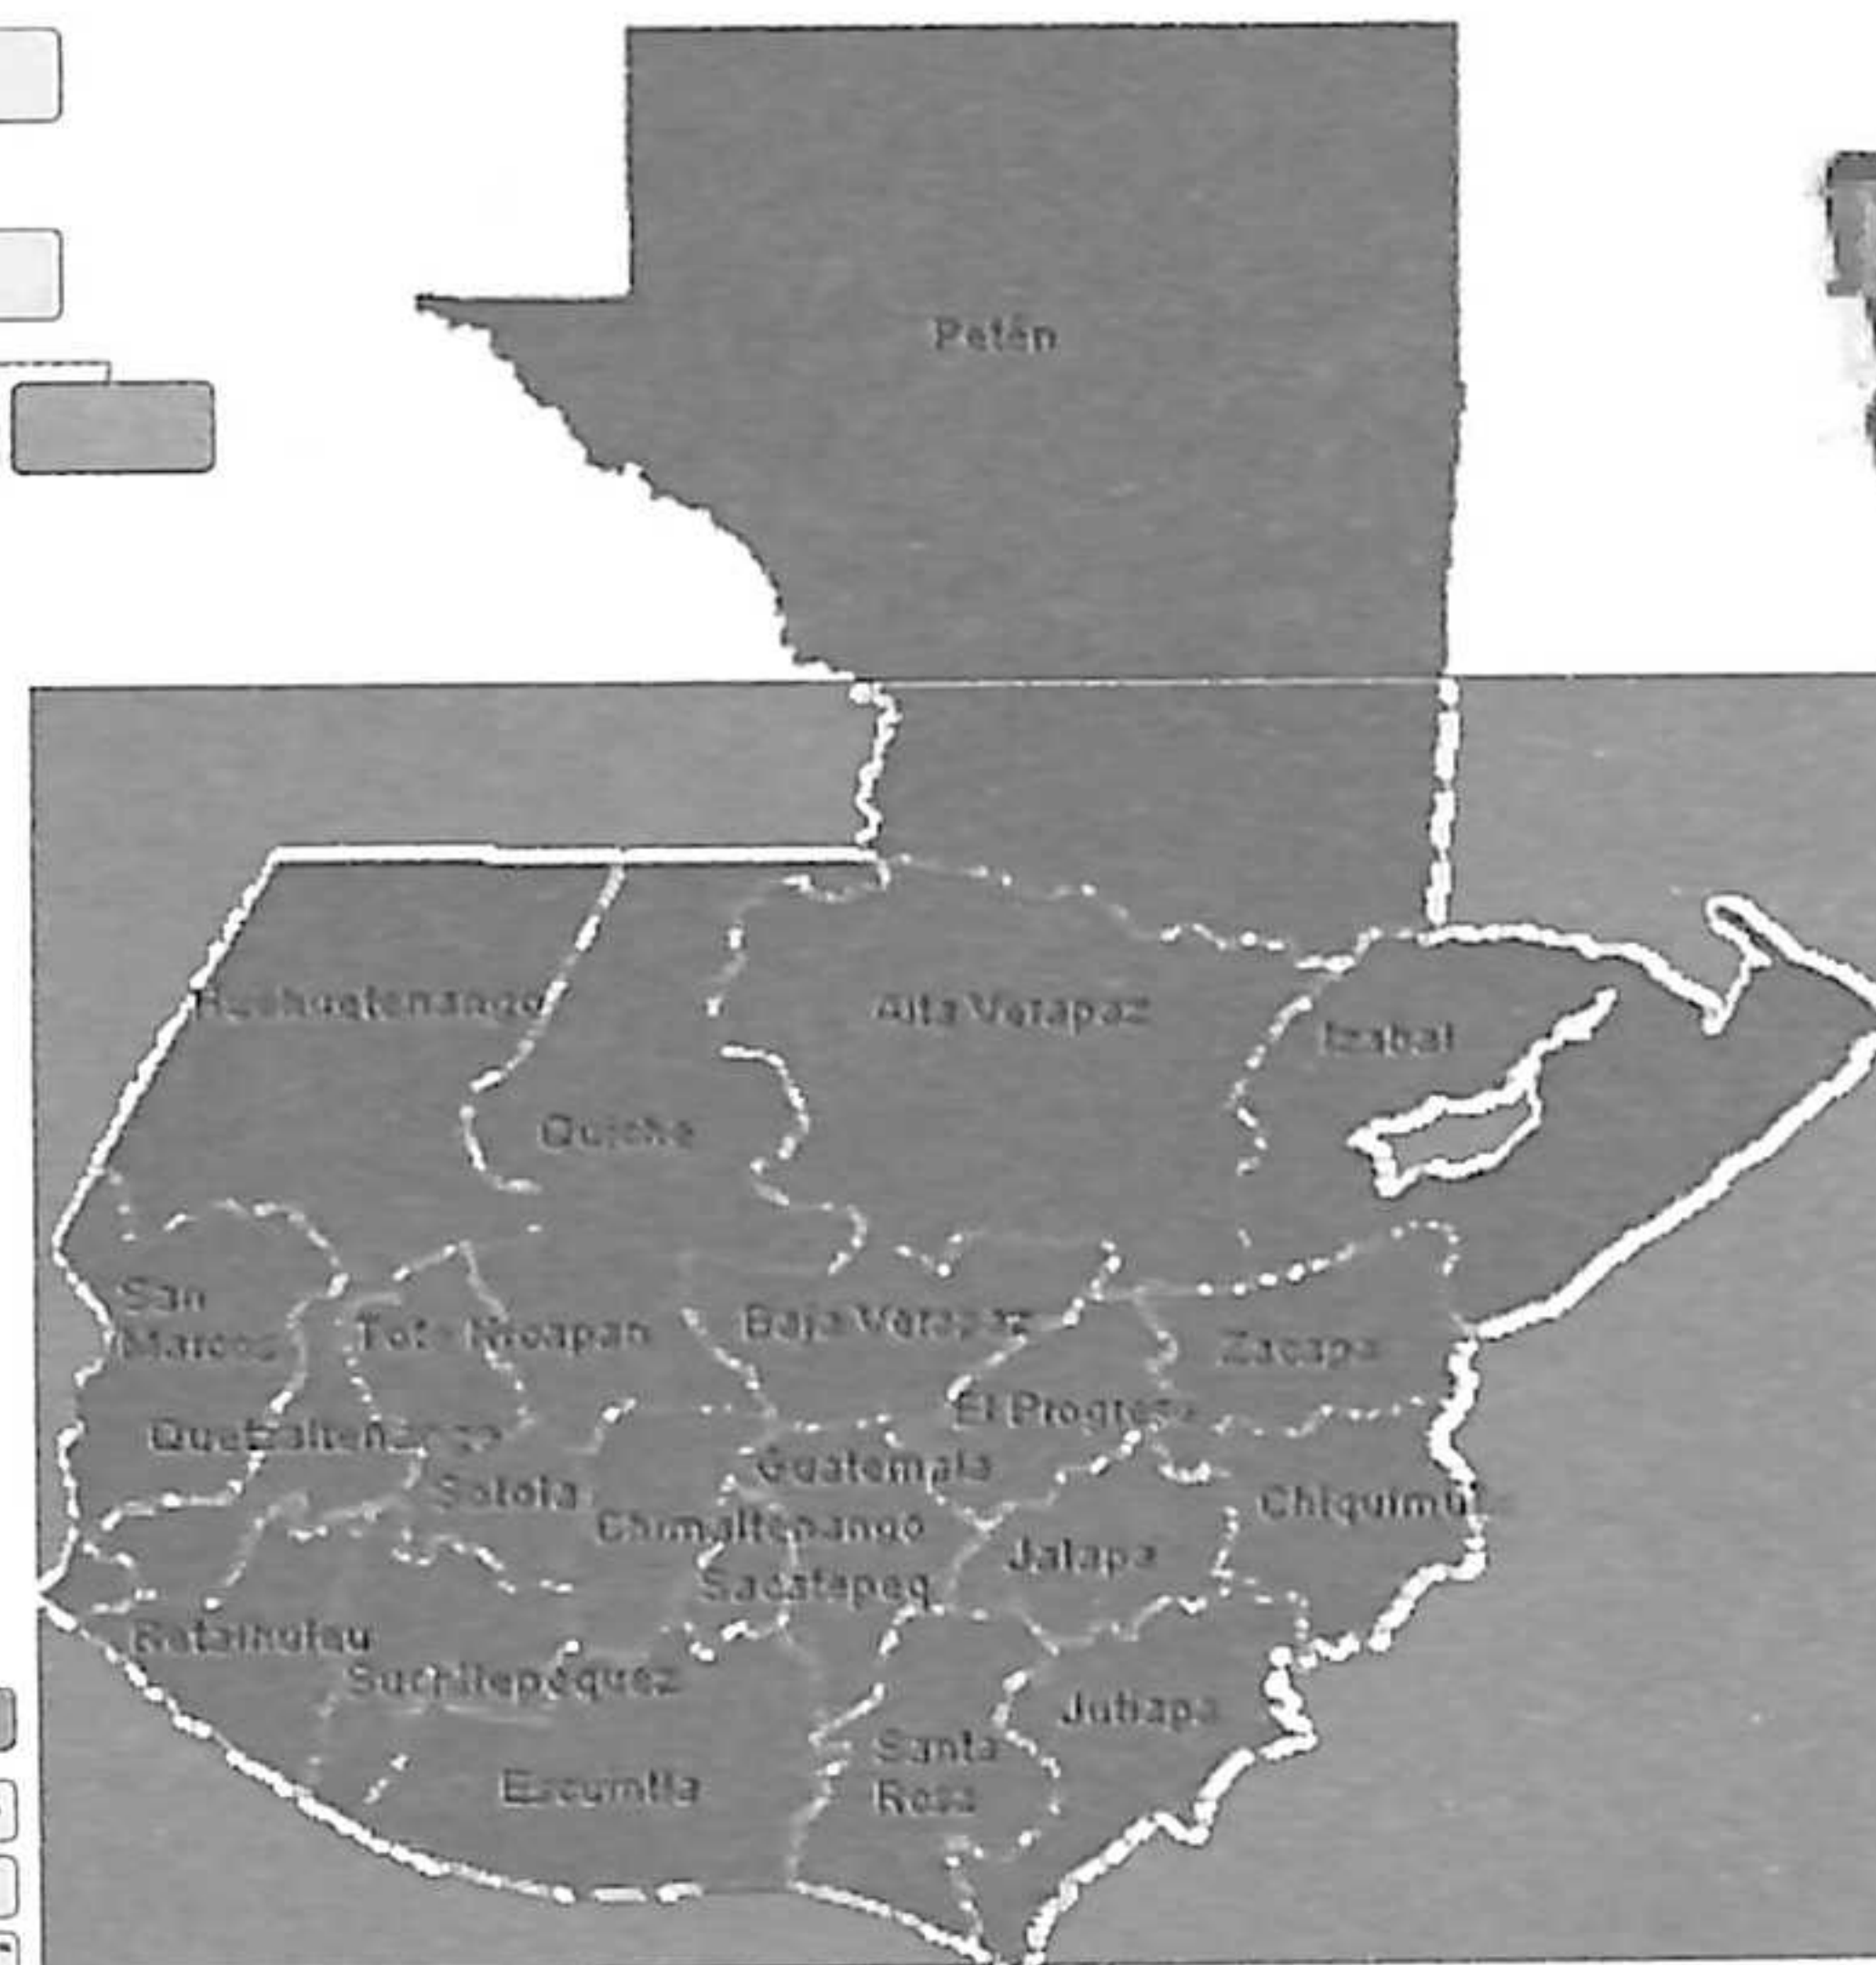 Petén
Huehuetenango
Alta Verapaz
Izabal
Quiche
San
Marcos
Totonicapan
Baja Verapaz
Zacapa
El Progreso
Quetzaltenango
Guatemala
Solola
Chiquimula
Chimaltenango
Jalapa
Sacatepeq
Retalhuleu
Suchitepéquez
Jutiapa
Santa
Rosa
Escuintla